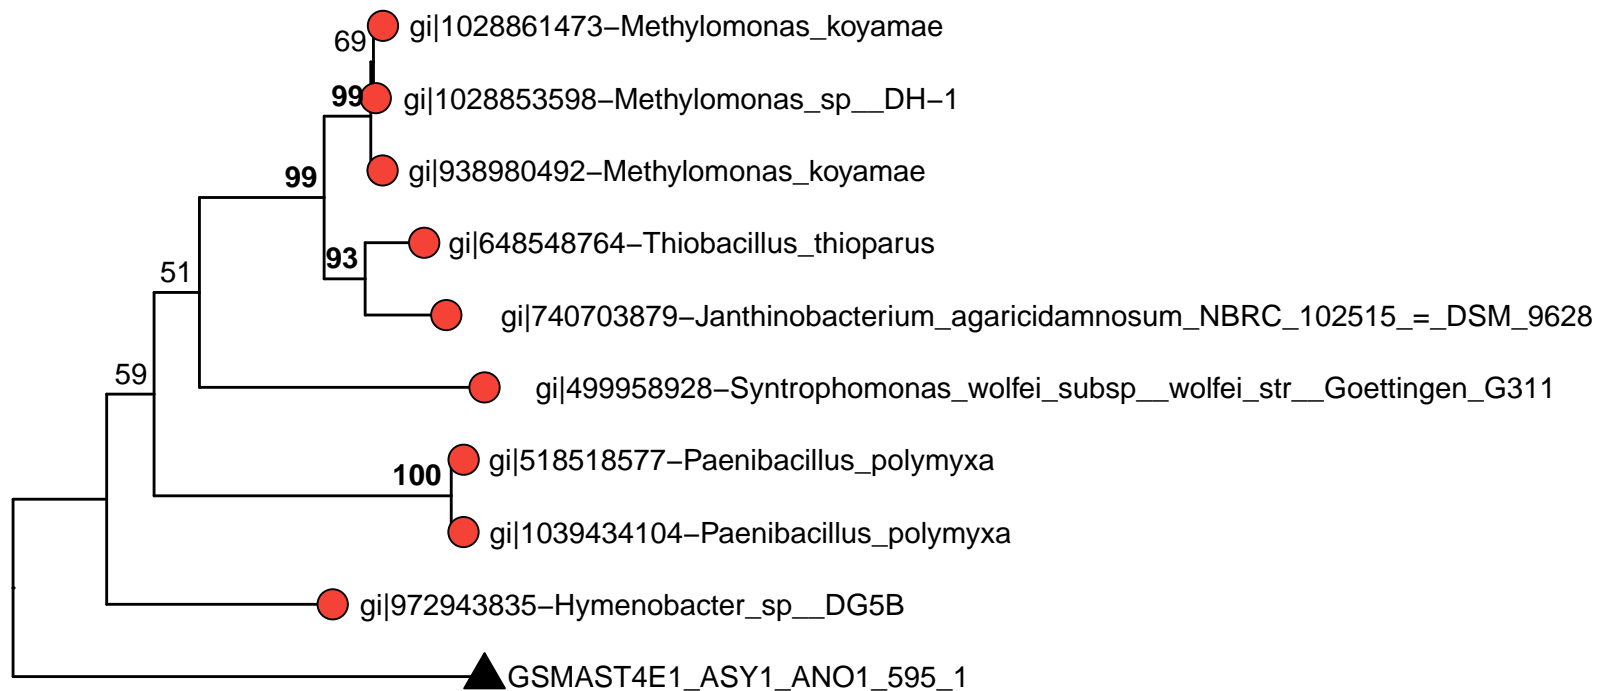 69
gi|1028861473–Methylomonas_koyamae
99
gi|1028853598–Methylomonas_sp__DH–1
gi|938980492–Methylomonas_koyamae
99
gi|648548764–Thiobacillus_thioparus
93
gi|740703879–Janthinobacterium_agaricidamnosum_NBRC_102515_=_DSM_9628
51
gi|499958928–Syntrophomonas_wolfei_subsp__wolfei_str__Goettingen_G311
59
gi|518518577–Paenibacillus_polymyxa
100
gi|1039434104–Paenibacillus_polymyxa
gi|972943835–Hymenobacter_sp__DG5B
GSMAST4E1_ASY1_ANO1_595_1